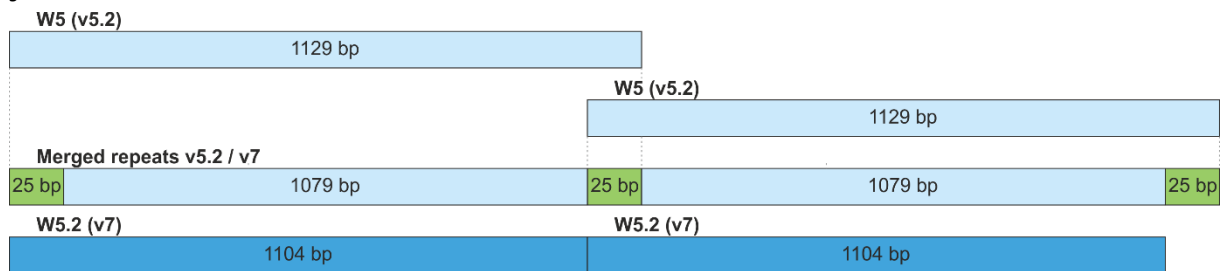 W5 (v5.2)
1129 bp
W5 (v5.2)
1129 bp
Merged repeats v5.2 / v7
25 bp 1079 bp 25 bp 1079 bp 25 bp
W5.2 (v7) W5.2 (v7)
1104 bp 1104 bp